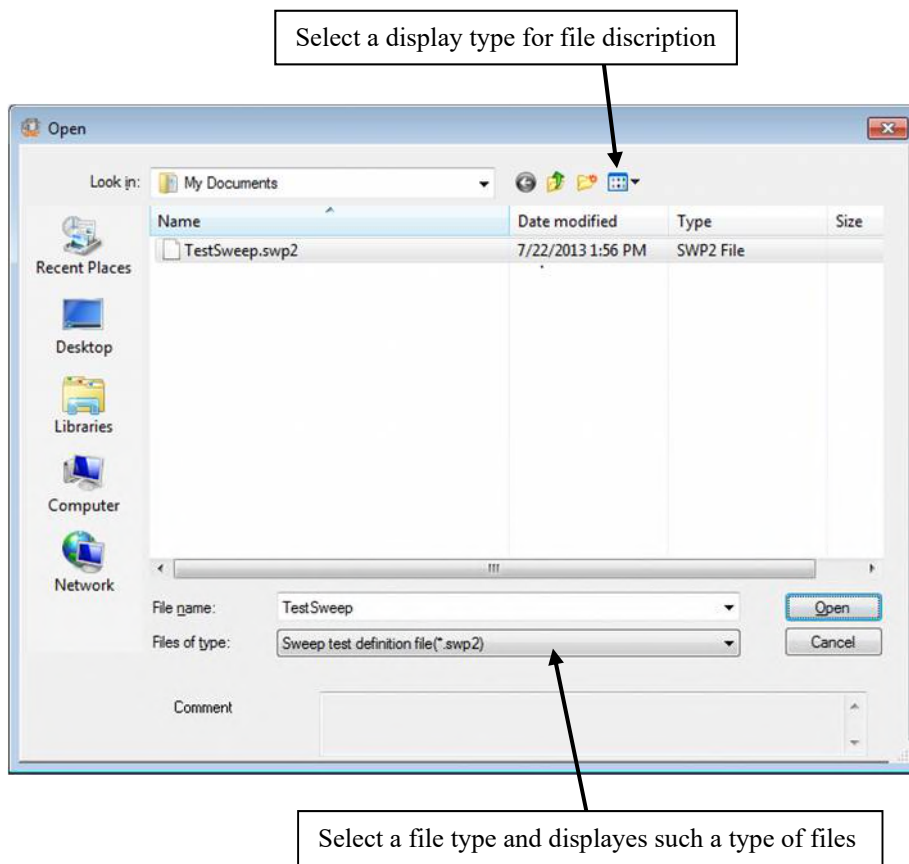 Select a display type for file discription
Open
Look in: My Documents
Name Date modified Type Size
TestSweep.swp2 7/22/2013 1:56 PM SWP2 File
Recent Places
Desktop
Libraries
Computer
Network
File name: TestSweep Open
Files of type: Sweep test definition file(*.swp2) Cancel
Comment
Select a file type and displayes such a type of files